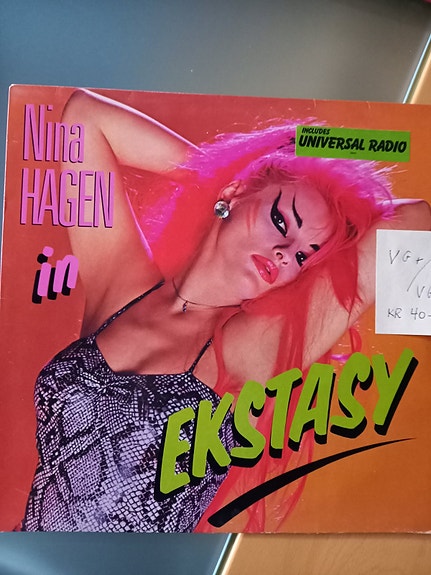 Nina
HAGEN
in
EKSTASY
INCLUDES
UNIVERSAL RADIO
VG+/
VG
KR 40-